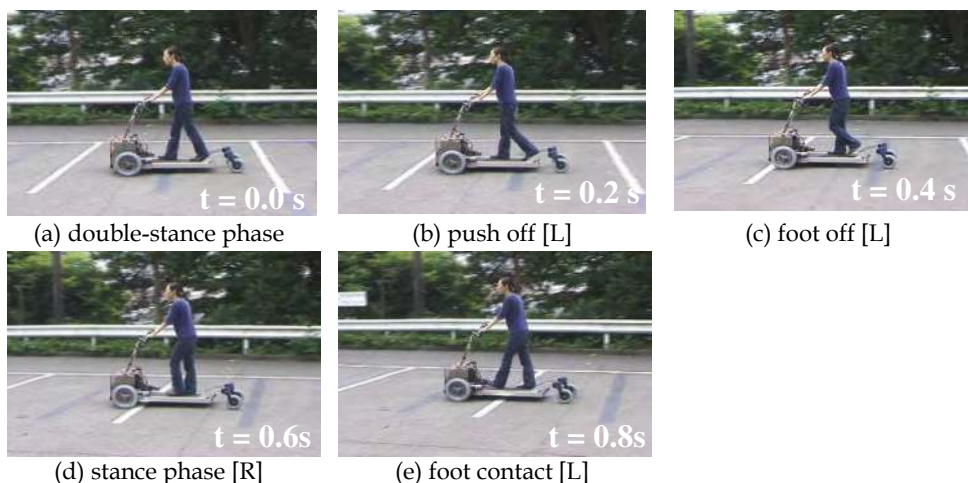 t = 0.0 s
t = 0.2 s
t = 0.4 s
(a) double-stance phase
(b) push off [L]
(c) foot off [L]
t = 0.6s
t = 0.8s
(d) stance phase [R]
(e) foot contact [L]